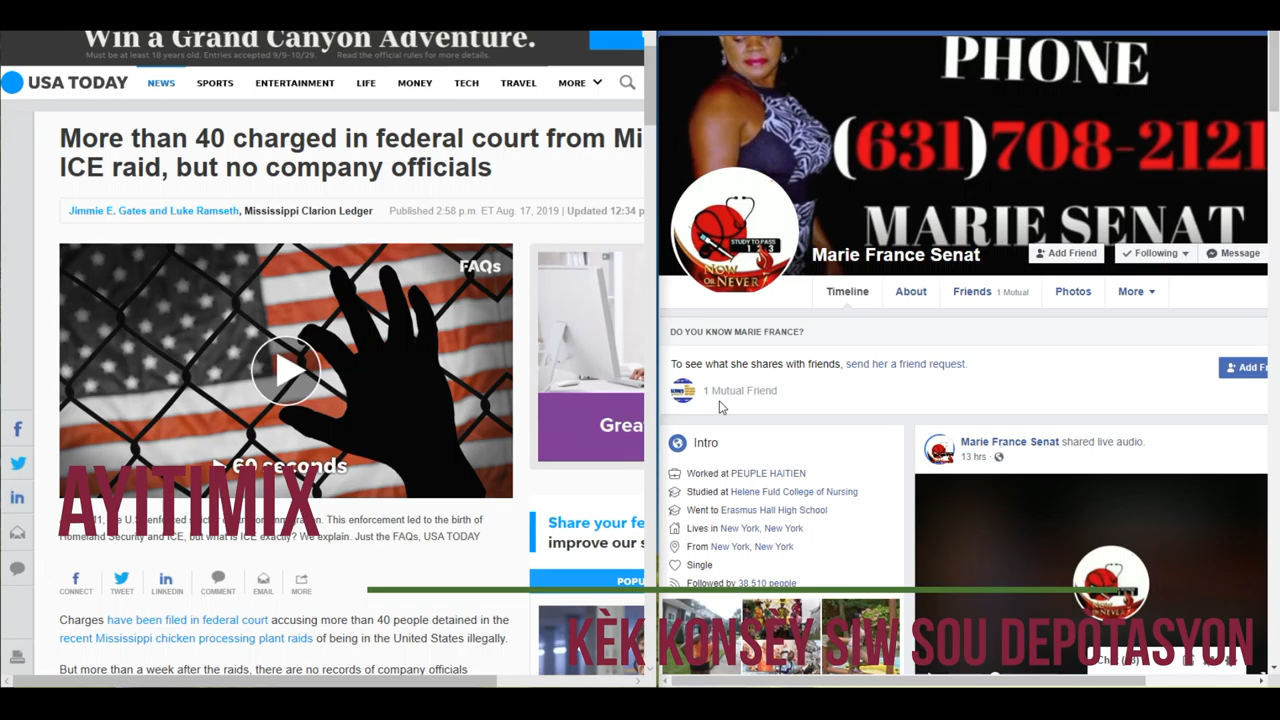 Win a Grand Canyon Adventure.
Must be at least 18 years old. Entries accepted 9/9-10/29. Read the official rules for more details.
USA TODAY
NEWS
SPORTS
ENTERTAINMENT
LIFE
MONEY
TECH
TRAVEL
MORE
More than 40 charged in federal court from Mi
ICE raid, but no company officials
Jimmie E. Gates and Luke Ramseth, Mississippi Clarion Ledger
Published 2:58 p.m. ET Aug. 17, 2019 | Updated 12:34 p
FAQs
60 seconds
AYITIMIX
This enforcement led to the birth of
Homeland Security and ICE, but what is ICE exactly? We explain. Just the FAQs, USA TODAY
CONNECT
TWEET
LINKEDIN
COMMENT
EMAIL
MORE
Charges have been filed in federal court accusing more than 40 people detained in the
recent Mississippi chicken processing plant raids of being in the United States illegally.
But more than a week after the raids, there are no records of company officials
Grea
Share your fe
improve our s
POPU
PHONE
(631)708-2121
MARIE SENAT
STUDY TO PASS
1 2 3
NOW
OR NEVER
Marie France Senat
Add Friend
Following
Message
Timeline
About
Friends 1 Mutual
Photos
More
DO YOU KNOW MARIE FRANCE?
To see what she shares with friends, send her a friend request.
Add Fr
1 Mutual Friend
Intro
Worked at PEUPLE HAITIEN
Studied at Helene Fuld College of Nursing
Went to Erasmus Hall High School
Lives in New York, New York
From New York, New York
Single
Followed by 38,510 people
Marie France Senat shared live audio.
13 hrs
KÈK KONSEY SIW SOU DEPOTASYON